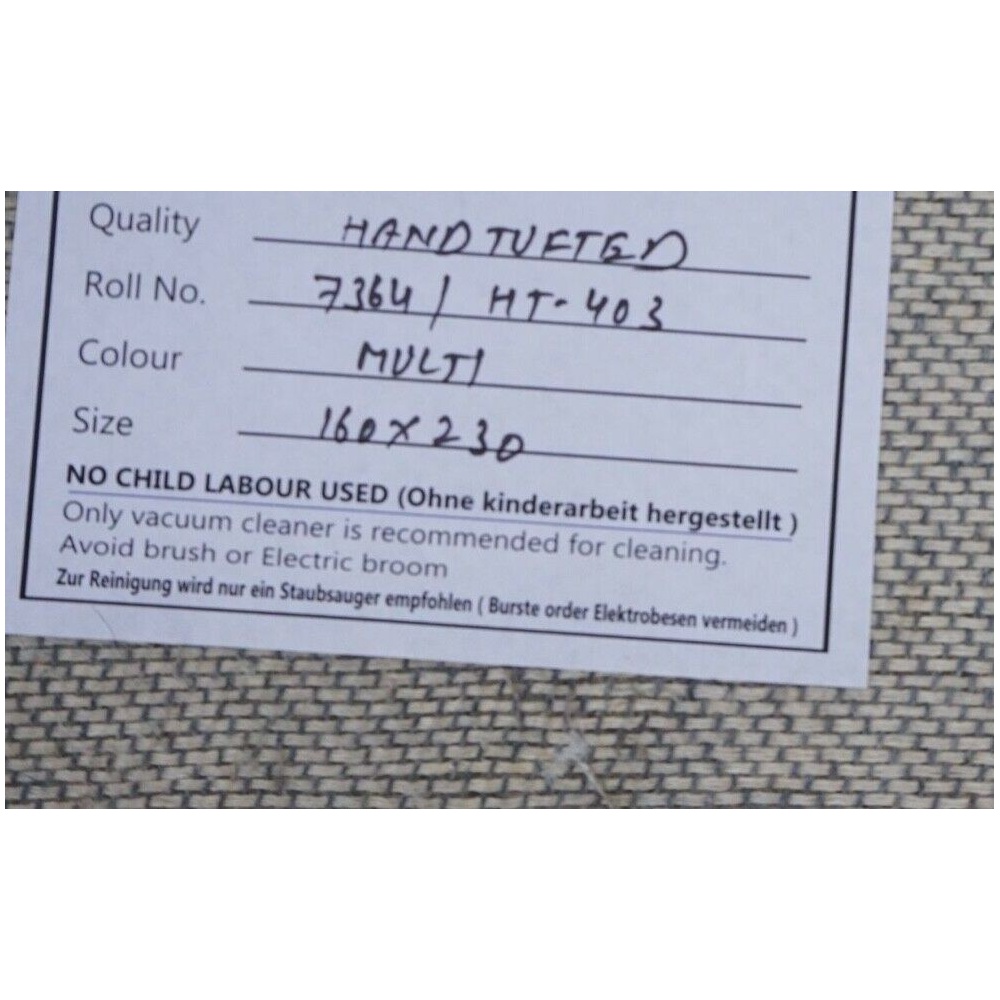 Quality HAND TUFTED
Roll No. 7364 / HT-403
Colour MULTI
Size 160X230
NO CHILD LABOUR USED (Ohne kinderarbeit hergestellt )
Only vacuum cleaner is recommended for cleaning.
Avoid brush or Electric broom
Zur Reinigung wird nur ein Staubsauger empfohlen ( Burste order Elektrobesen vermeiden )